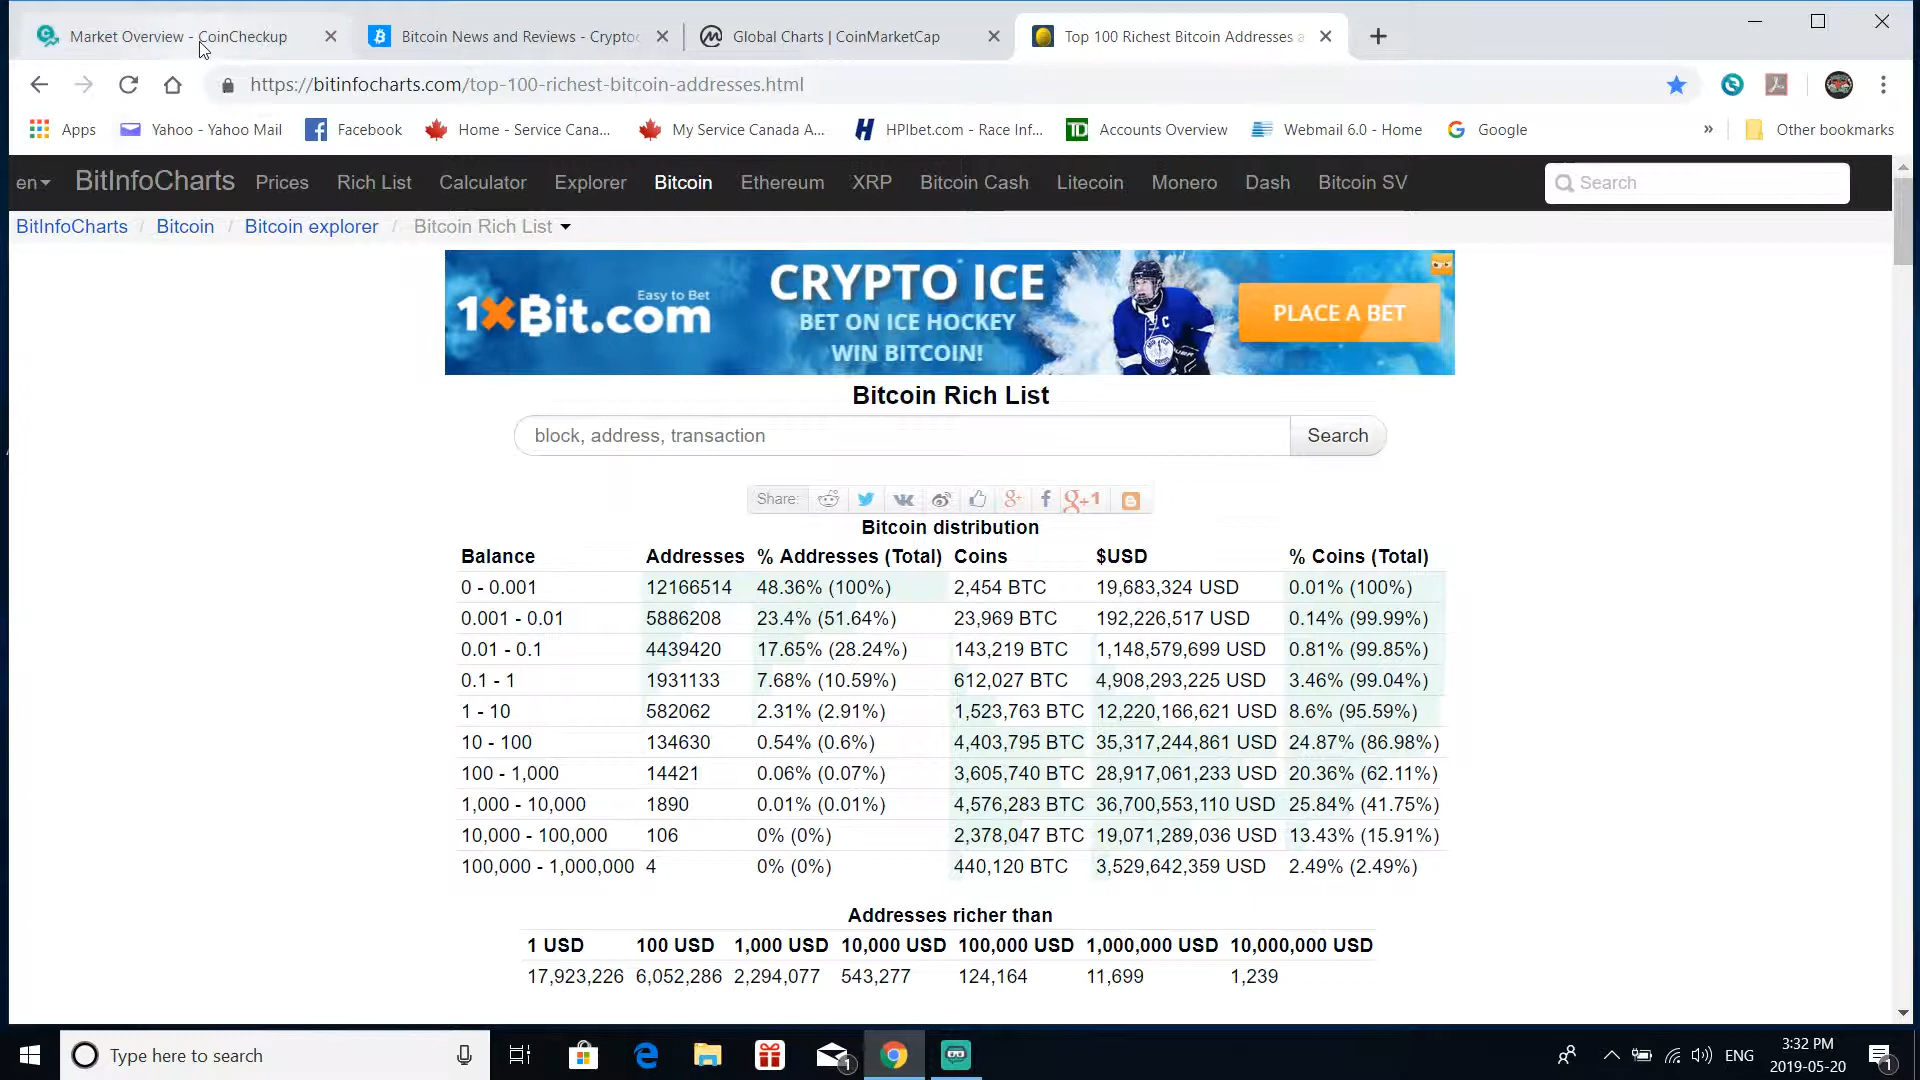 Market Overview - CoinCheckup
Bitcoin News and Reviews - Crypto
Global Charts | CoinMarketCap
Top 100 Richest Bitcoin Addresses a
https://bitinfocharts.com/top-100-richest-bitcoin-addresses.html
Apps Yahoo - Yahoo Mail Facebook Home - Service Cana... My Service Canada A... HPIbet.com - Race Inf... TD Accounts Overview Webmail 6.0 - Home Google » Other bookmarks
en BitInfoCharts Prices Rich List Calculator Explorer Bitcoin Ethereum XRP Bitcoin Cash Litecoin Monero Dash Bitcoin SV Search
BitInfoCharts / Bitcoin / Bitcoin explorer / Bitcoin Rich List
Easy to Bet
1xBit.com
CRYPTO ICE
BET ON ICE HOCKEY
WIN BITCOIN!
PLACE A BET
Bitcoin Rich List
block, address, transaction Search
Share:
Bitcoin distribution
Balance Addresses % Addresses (Total) Coins $USD % Coins (Total)
0 - 0.001 12166514 48.36% (100%) 2,454 BTC 19,683,324 USD 0.01% (100%)
0.001 - 0.01 5886208 23.4% (51.64%) 23,969 BTC 192,226,517 USD 0.14% (99.99%)
0.01 - 0.1 4439420 17.65% (28.24%) 143,219 BTC 1,148,579,699 USD 0.81% (99.85%)
0.1 - 1 1931133 7.68% (10.59%) 612,027 BTC 4,908,293,225 USD 3.46% (99.04%)
1 - 10 582062 2.31% (2.91%) 1,523,763 BTC 12,220,166,621 USD 8.6% (95.59%)
10 - 100 134630 0.54% (0.6%) 4,403,795 BTC 35,317,244,861 USD 24.87% (86.98%)
100 - 1,000 14421 0.06% (0.07%) 3,605,740 BTC 28,917,061,233 USD 20.36% (62.11%)
1,000 - 10,000 1890 0.01% (0.01%) 4,576,283 BTC 36,700,553,110 USD 25.84% (41.75%)
10,000 - 100,000 106 0% (0%) 2,378,047 BTC 19,071,289,036 USD 13.43% (15.91%)
100,000 - 1,000,000 4 0% (0%) 440,120 BTC 3,529,642,359 USD 2.49% (2.49%)
Addresses richer than
1 USD 100 USD 1,000 USD 10,000 USD 100,000 USD 1,000,000 USD 10,000,000 USD
17,923,226 6,052,286 2,294,077 543,277 124,164 11,699 1,239
Type here to search
1
ENG
3:32 PM
2019-05-20
1